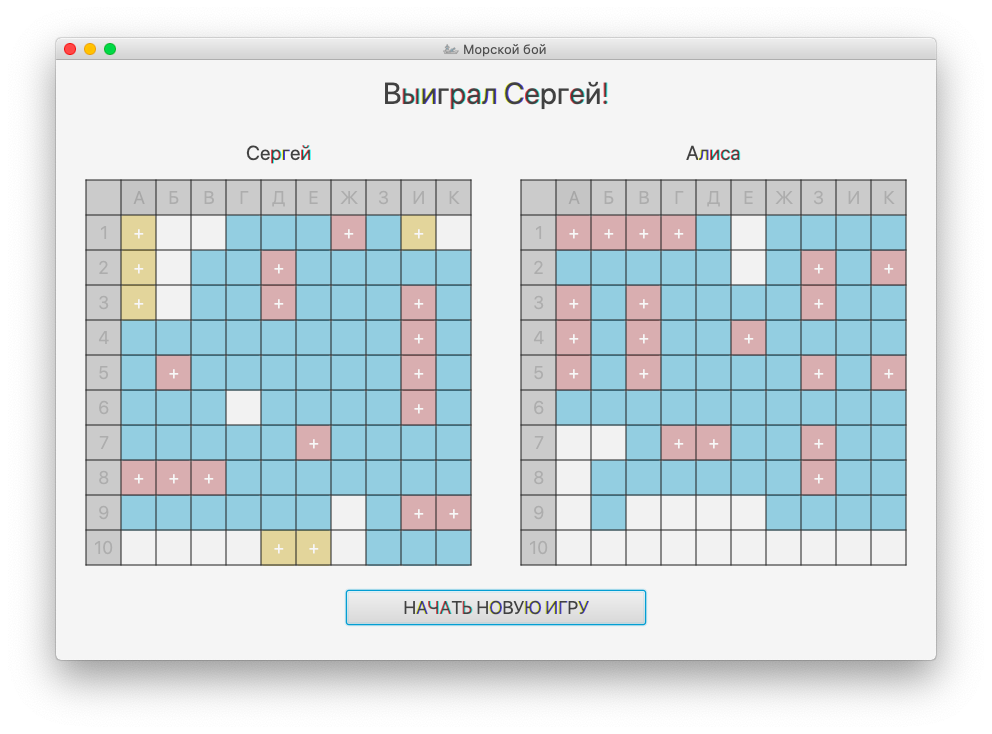 Морской бой
Выиграл Сергей!
Сергей Алиса
А Б В Г Д Е Ж З И К А Б В Г Д Е Ж З И К
1 + + + 1 + + + +
2 + + 2 + +
3 + + + 3 + + +
4 + 4 + + +
5 + + 5 + + + +
6 + 6
7 + 7 + + +
8 + + + 8 +
9 + + 9
10 + + 10
НАЧАТЬ НОВУЮ ИГРУ